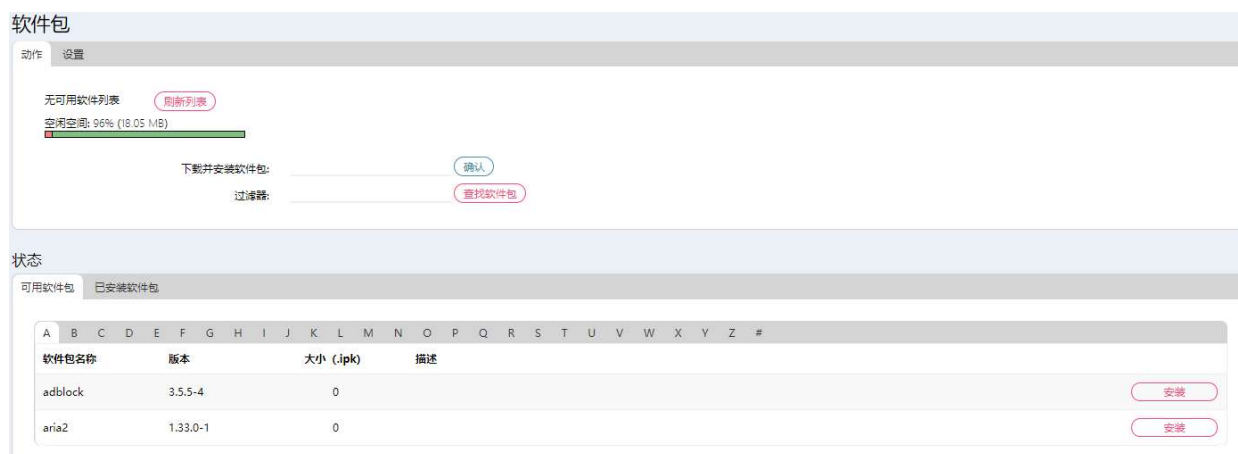 软件包
动作 设置
无可用软件列表 刷新列表
空闲空间: 96% (18.05 MB)
下载并安装软件包: 确认
过滤器: 查找软件包
状态
可用软件包 已安装软件包
A B C D E F G H I J K L M N O P Q R S T U V W X Y Z #
软件包名称 版本 大小 (.ipk) 描述
adblock 3.5.5-4 0 安装
aria2 1.33.0-1 0 安装